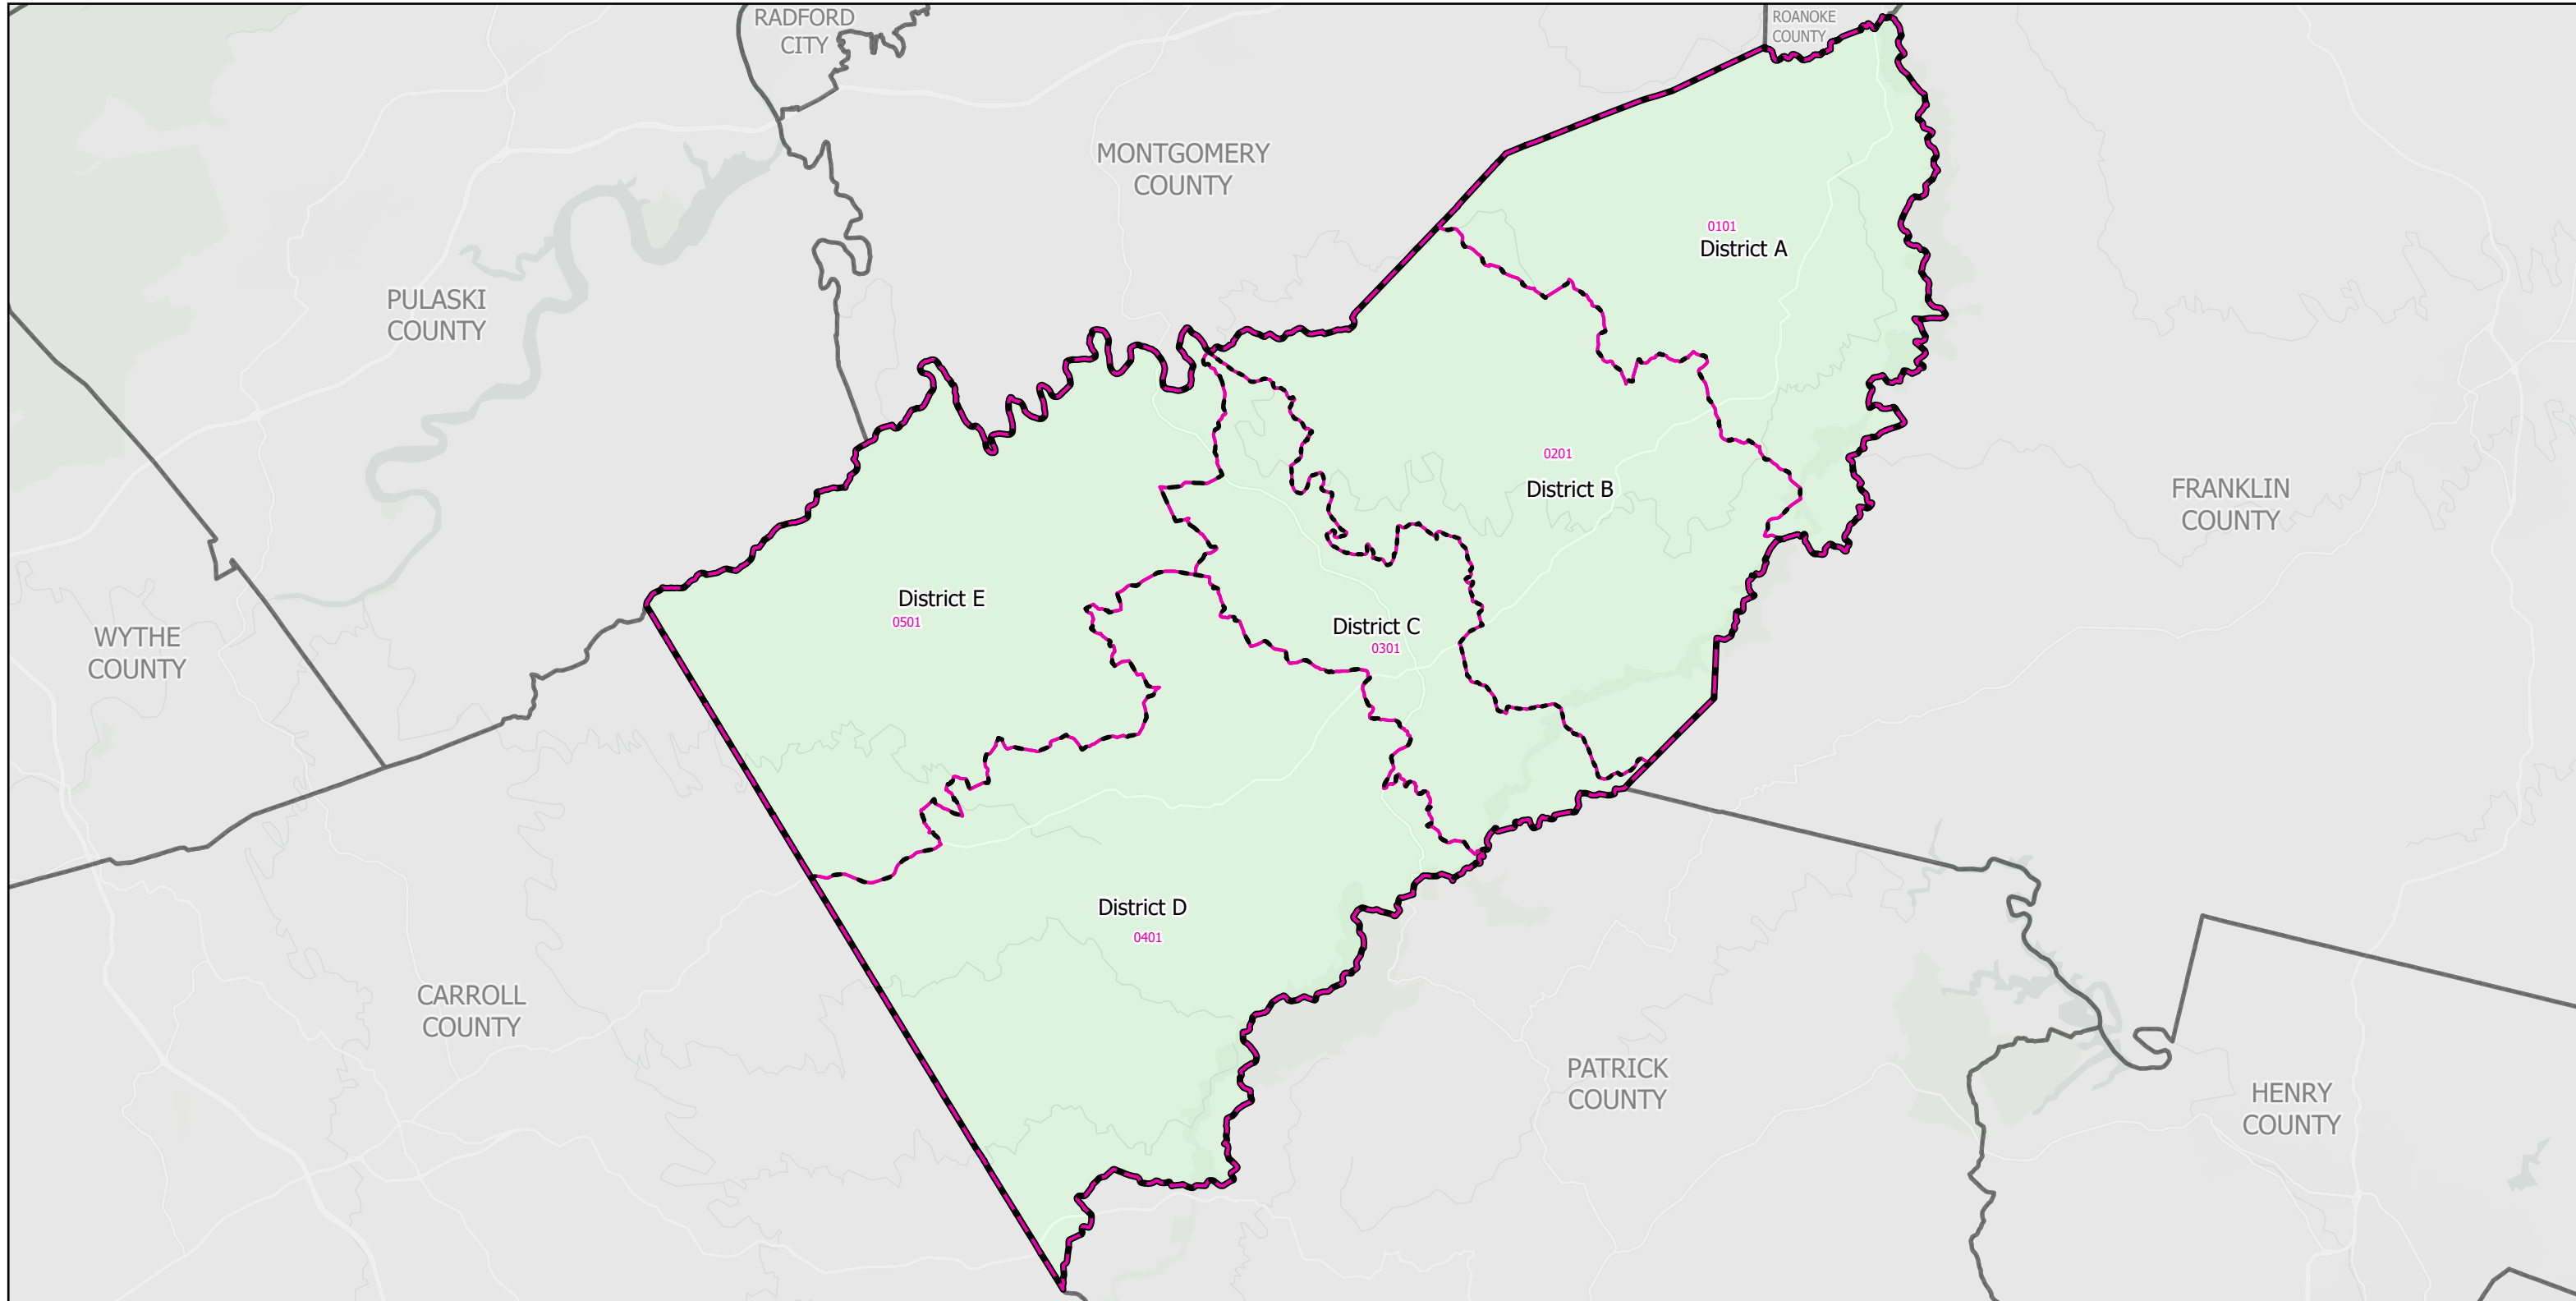 RADFORD
CITY
ROANOKE
COUNTY
MONTGOMERY
COUNTY
0101
District A
PULASKI
COUNTY
0201
District B
FRANKLIN
COUNTY
District E
0501
District C
0301
WYTHE
COUNTY
District D
0401
CARROLL
COUNTY
PATRICK
COUNTY
HENRY
COUNTY